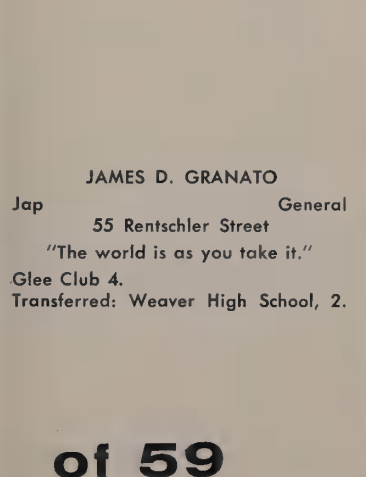 JAMES D. GRANATO
Jap General
55 Rentschler Street
"The world is as you take it."
Glee Club 4.
Transferred: Weaver High School, 2.
of 59